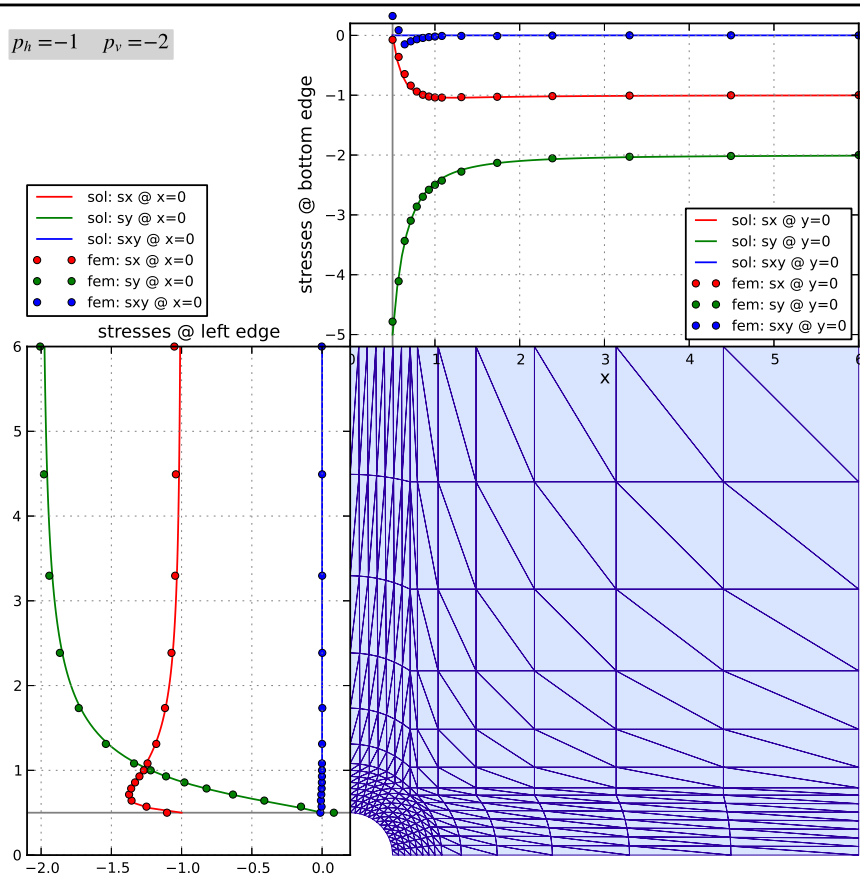 p_h=−1 p_v=−2
0
−1
−2
−3
−4
−5
stresses @ bottom edge
sol: sx @ y=0
sol: sy @ y=0
sol: sxy @ y=0
fem: sx @ y=0
fem: sy @ y=0
fem: sxy @ y=0
0 1 2 3 4 5 6
x
sol: sx @ x=0
sol: sy @ x=0
sol: sxy @ x=0
fem: sx @ x=0
fem: sy @ x=0
fem: sxy @ x=0
stresses @ left edge
6
5
4
3
2
1
0
−2.0 −1.5 −1.0 −0.5 0.0